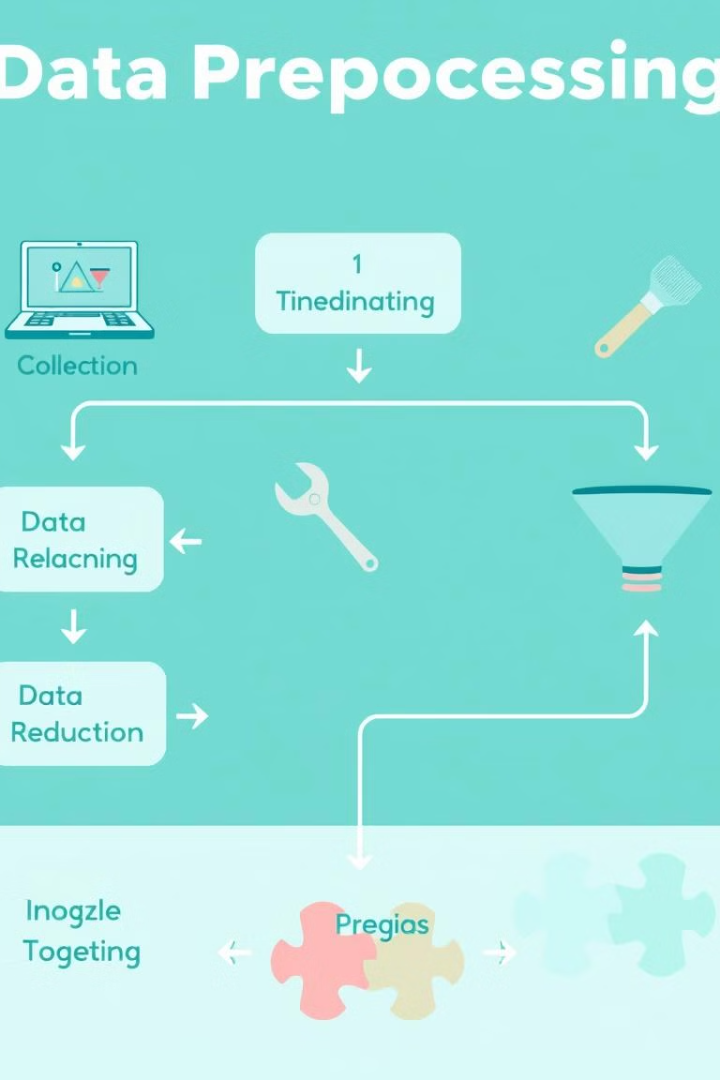 Data Prepocessing
1
Tinedinating
Collection
Data
Relacning
Data
Reduction
Inogzle
Togeting
Pregias